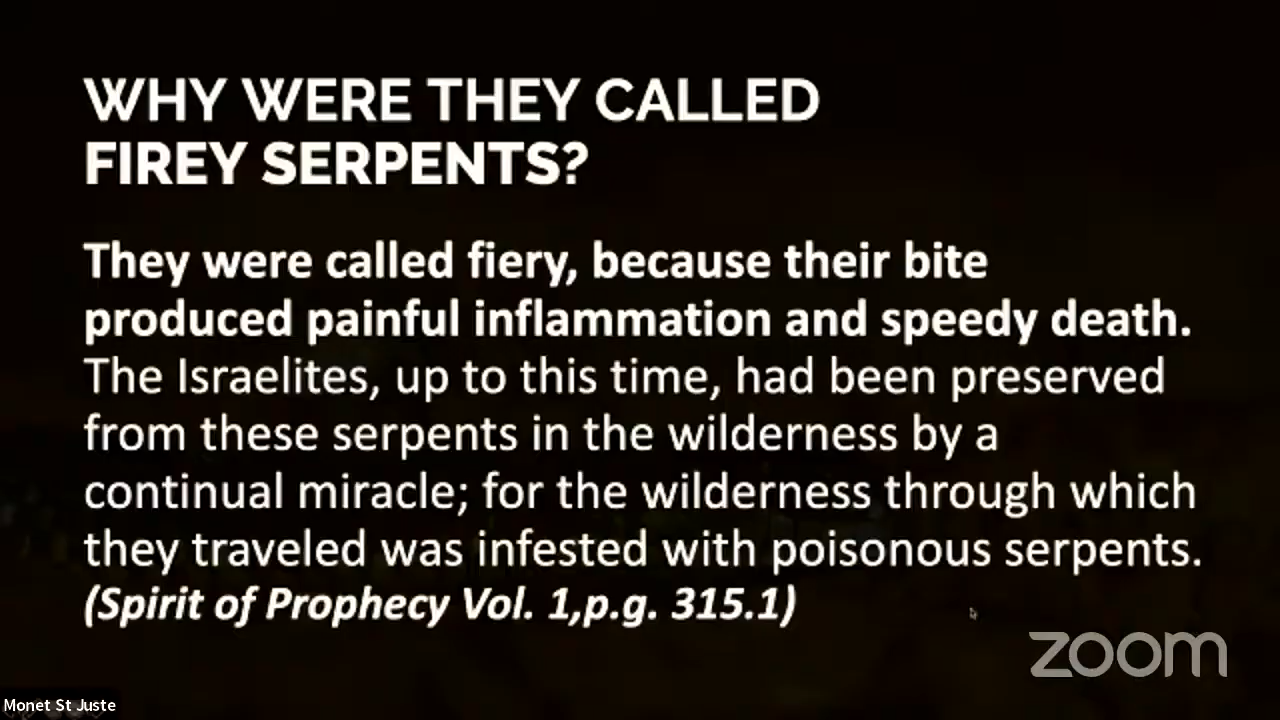 WHY WERE THEY CALLED
FIREY SERPENTS?
They were called fiery, because their bite
produced painful inflammation and speedy death.
The Israelites, up to this time, had been preserved
from these serpents in the wilderness by a
continual miracle; for the wilderness through which
they traveled was infested with poisonous serpents.
(Spirit of Prophecy Vol. 1,p.g. 315.1)
zoom
Monet St Juste